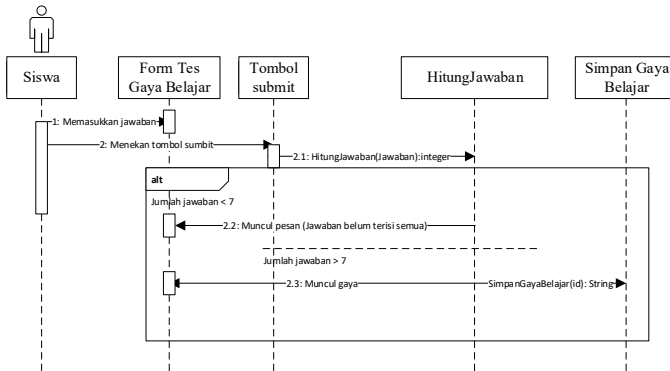 Siswa
Form Tes
Gaya Belajar
Tombol
submit
HitungJawaban
Simpan Gaya
Belajar
1: Memasukkan jawaban
2: Menekan tombol sumbit
2.1: HitungJawaban(Jawaban):integer
alt
Jumlah jawaban < 7
2.2: Muncul pesan (Jawaban belum terisi semua)
Jumlah jawaban > 7
2.3: Muncul gaya
SimpanGayaBelajar(id): String